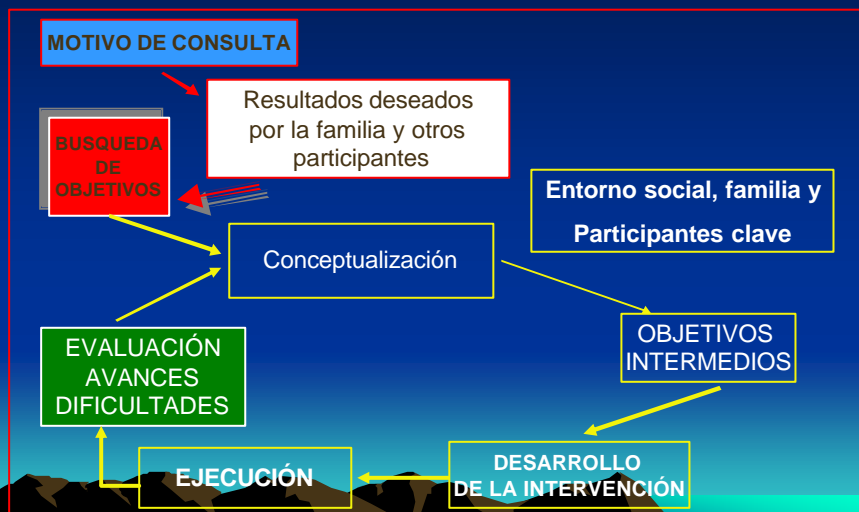 MOTIVO DE CONSULTA
Resultados deseados
por la familia y otros
participantes
BUSQUEDA
DE
OBJETIVOS
Entorno social, familia y
Participantes clave
Conceptualización
OBJETIVOS
INTERMEDIOS
EVALUACIÓN
AVANCES
DIFICULTADES
DESARROLLO
DE LA INTERVENCIÓN
EJECUCIÓN